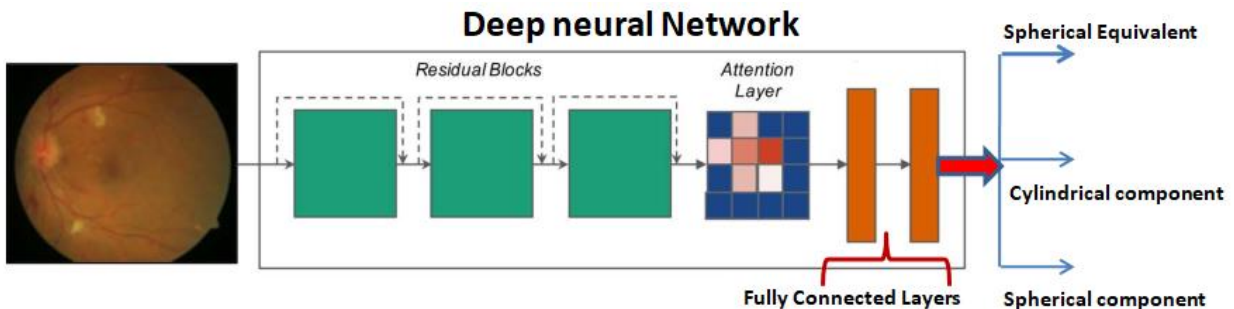 Deep neural Network
Residual Blocks
Attention
Layer
Fully Connected Layers
Spherical Equivalent
Cylindrical component
Spherical component